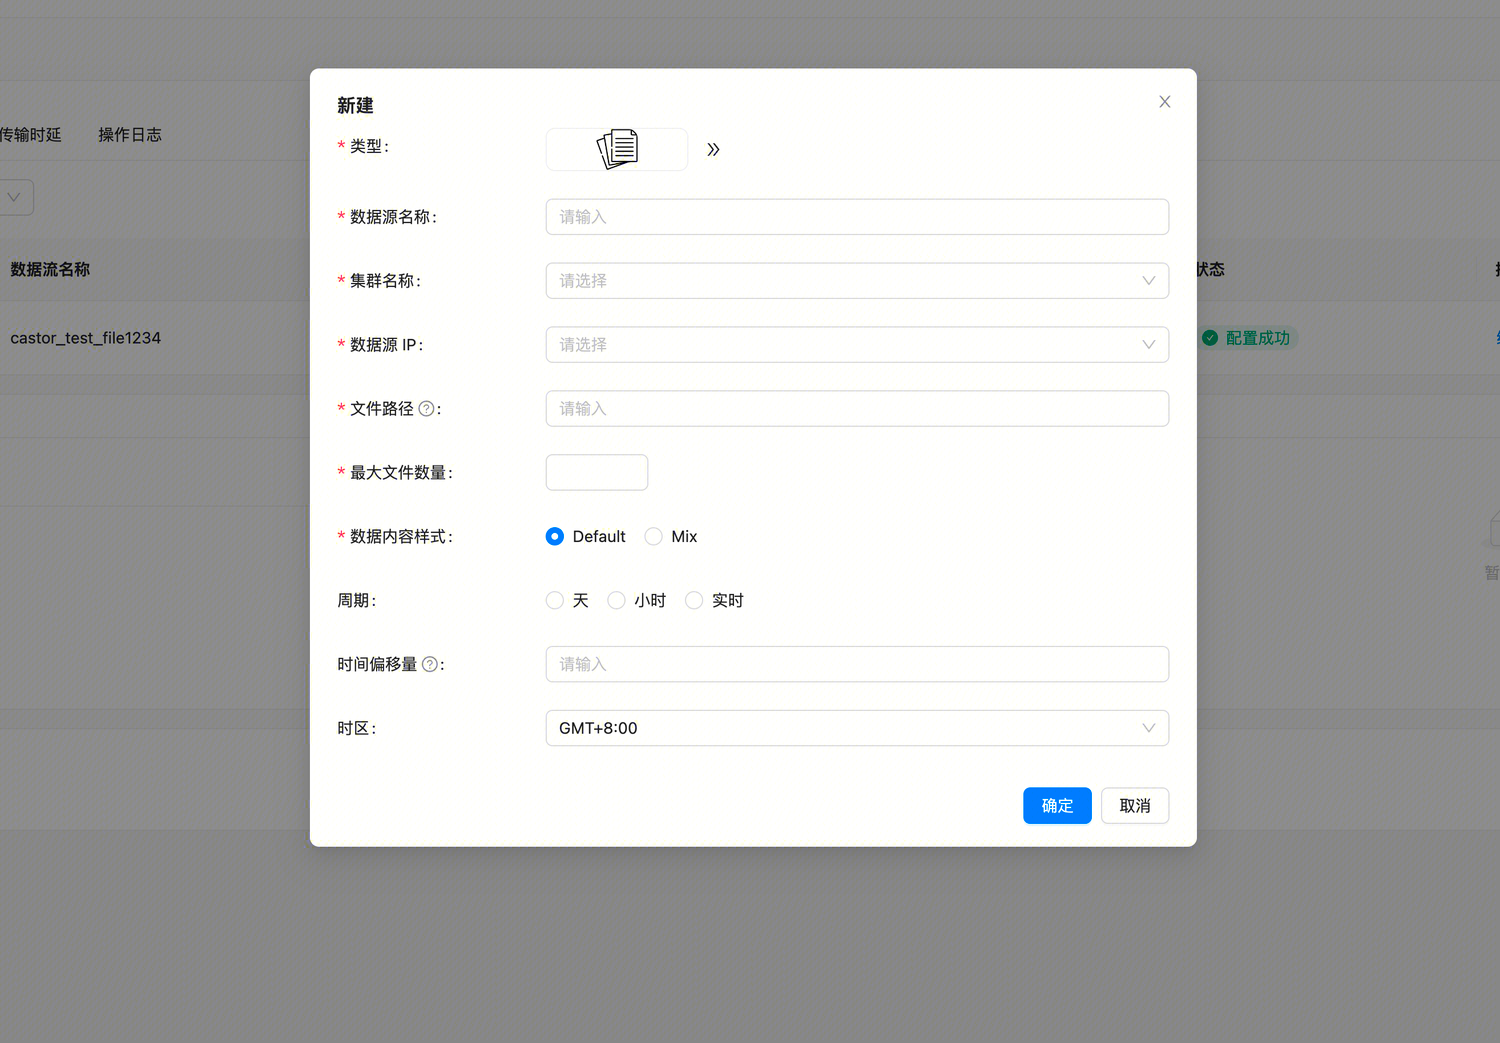 新建
* 类型:
* 数据源名称:
请输入
* 集群名称:
请选择
* 数据源 IP:
请选择
* 文件路径 ? :
请输入
* 最大文件数量:
* 数据内容样式:
Default Mix
周期:
天 小时 实时
时间偏移量 ? :
请输入
时区:
GMT+8:00
确定 取消
传输时延 操作日志
数据流名称
状态
castor_test_file1234
配置成功
暂